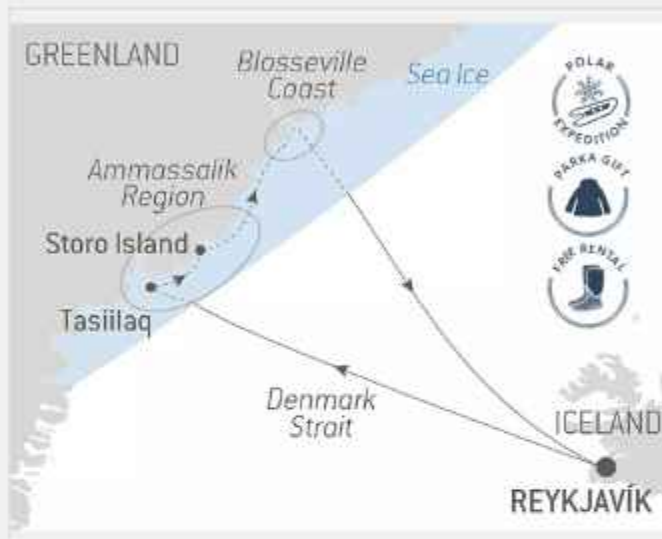 GREENLAND
Blosseville
Coast
Sea Ice
POLAR
EXPEDITION
Ammassalik
Region
PARKA GIFT
Storo Island
FREE RENTAL
Tasiilaq
Denmark
Strait
ICELAND
REYKJAVÍK